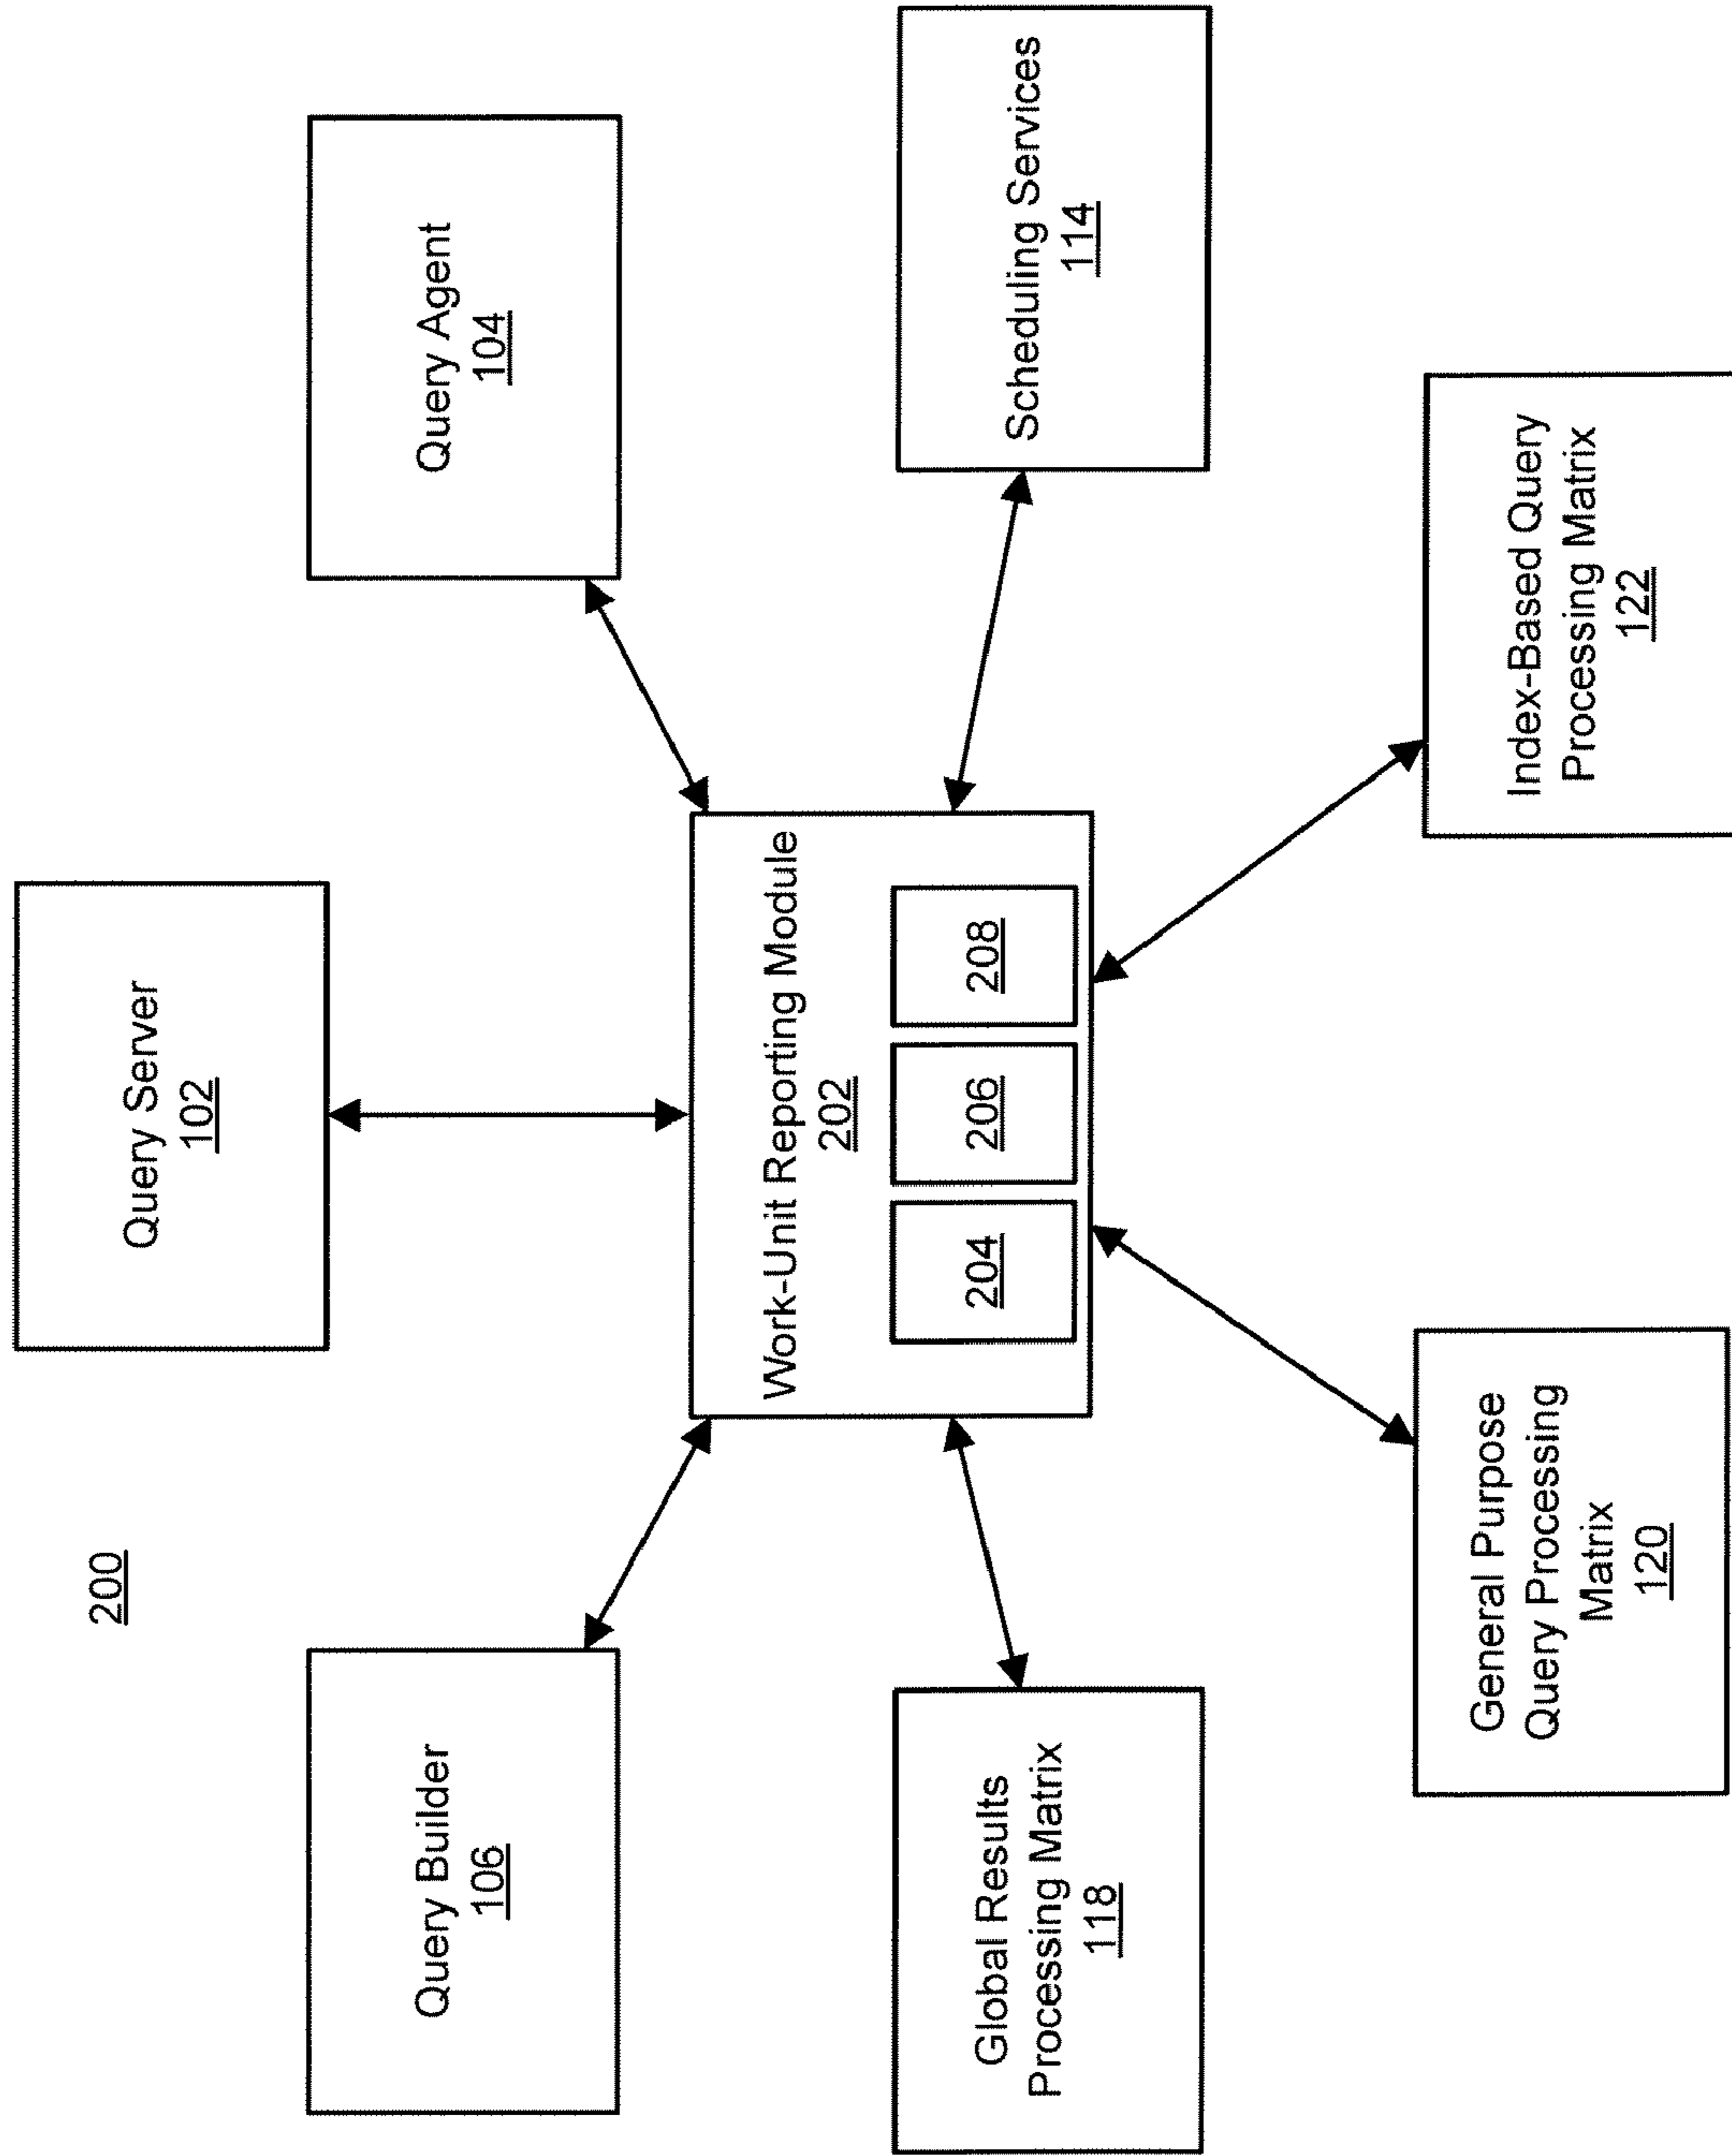 200
Query Server
102
Query Builder
106
Query Agent
104
Work-Unit Reporting Module
202
204
206
208
Global Results
Processing Matrix
118
Scheduling Services
114
General Purpose
Query Processing
Matrix
120
Index-Based Query
Processing Matrix
122